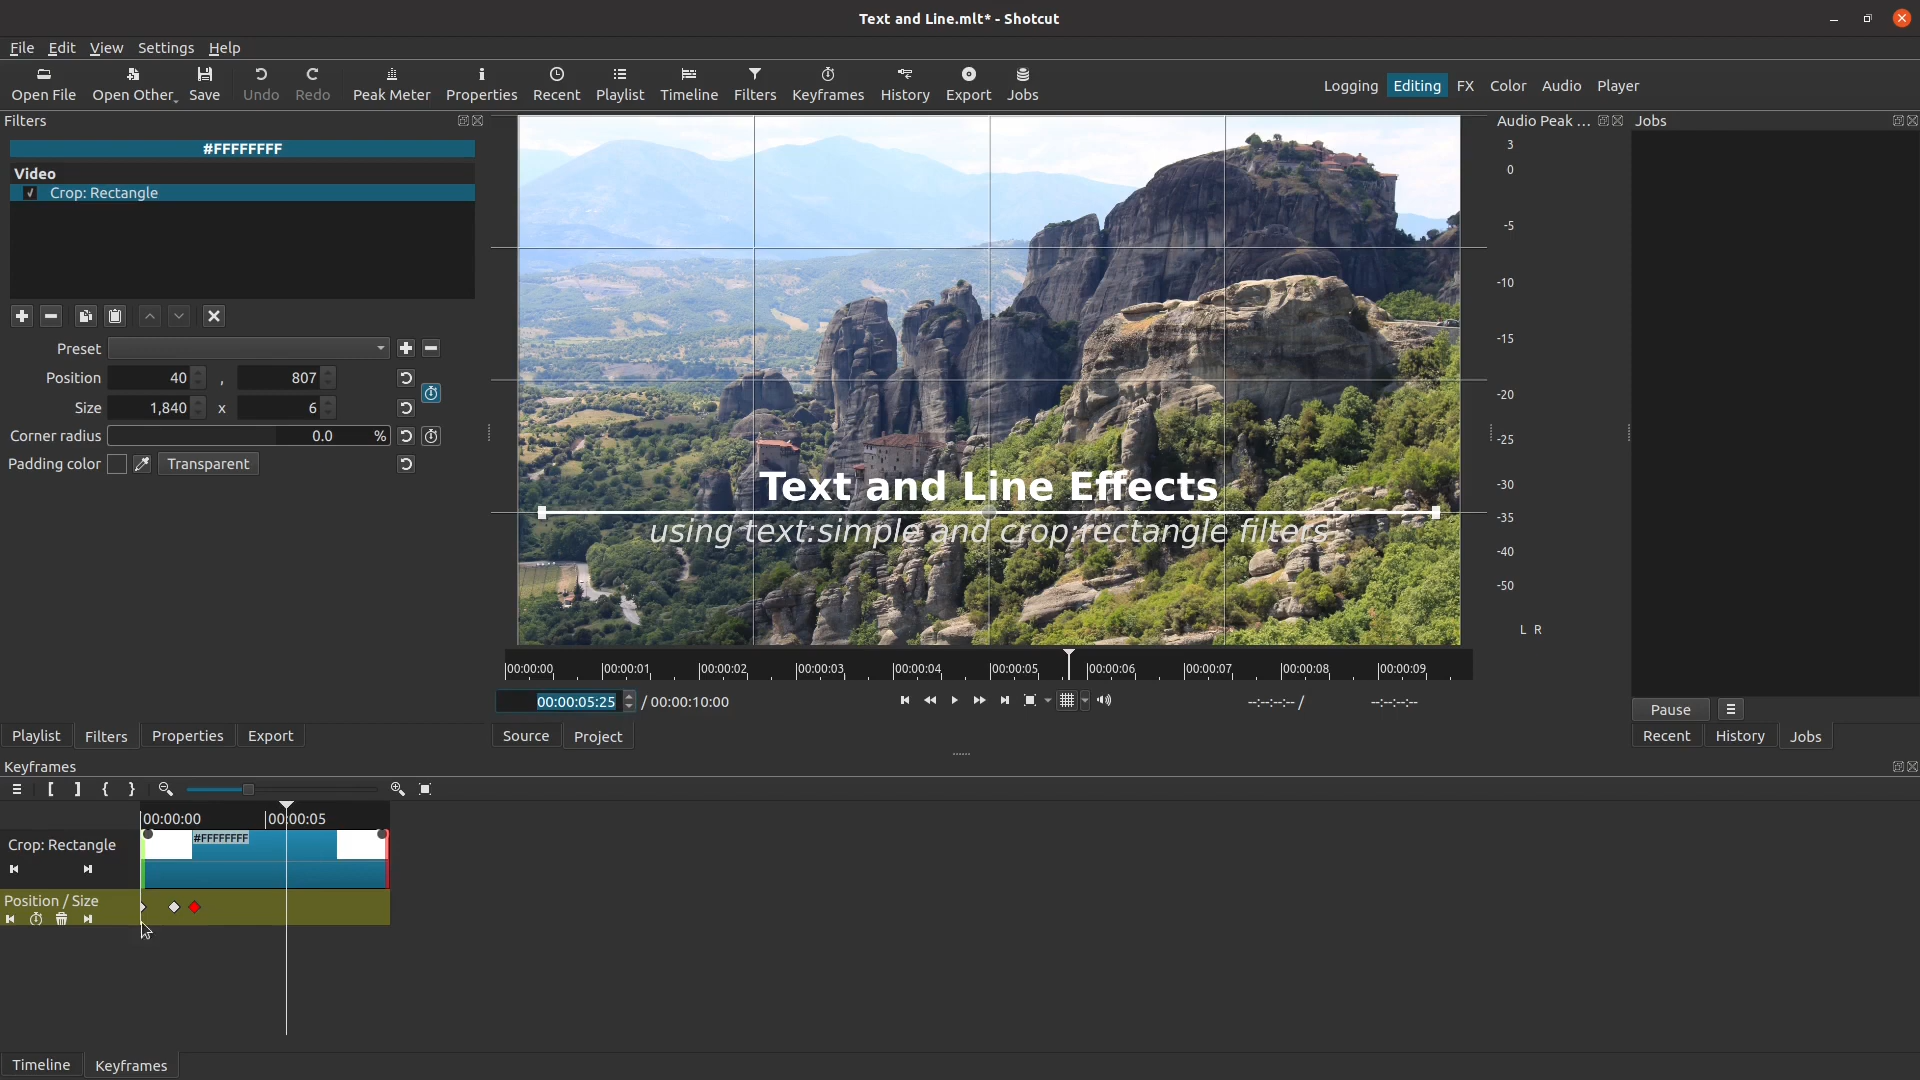 Text and Line.mlt* - Shotcut
File Edit View Settings Help
Open File Open Other Save Undo Redo Peak Meter Properties Recent Playlist Timeline Filters Keyframes History Export Jobs Logging Editing FX Color Audio Player
Filters
#FFFFFFFF
Video
Crop: Rectangle
Preset
Position 40 , 807
Size 1,840 x 6
Corner radius 0.0 %
Padding color Transparent
Text and Line Effects
using text:simple and crop:rectangle filters
Audio Peak ...
3
0
-5
-10
-15
-20
-25
-30
-35
-40
-50
L R
Jobs
00:00:00 00:00:01 00:00:02 00:00:03 00:00:04 00:00:05 00:00:06 00:00:07 00:00:08 00:00:09
00:00:05:25 / 00:00:10:00 --:--:--:-- / --:--:--:--
Pause
Playlist Filters Properties Export Source Project Recent History Jobs
Keyframes
[ ] { }
00:00:00 00:00:05
Crop: Rectangle
#FFFFFFFF
Position / Size
Timeline Keyframes